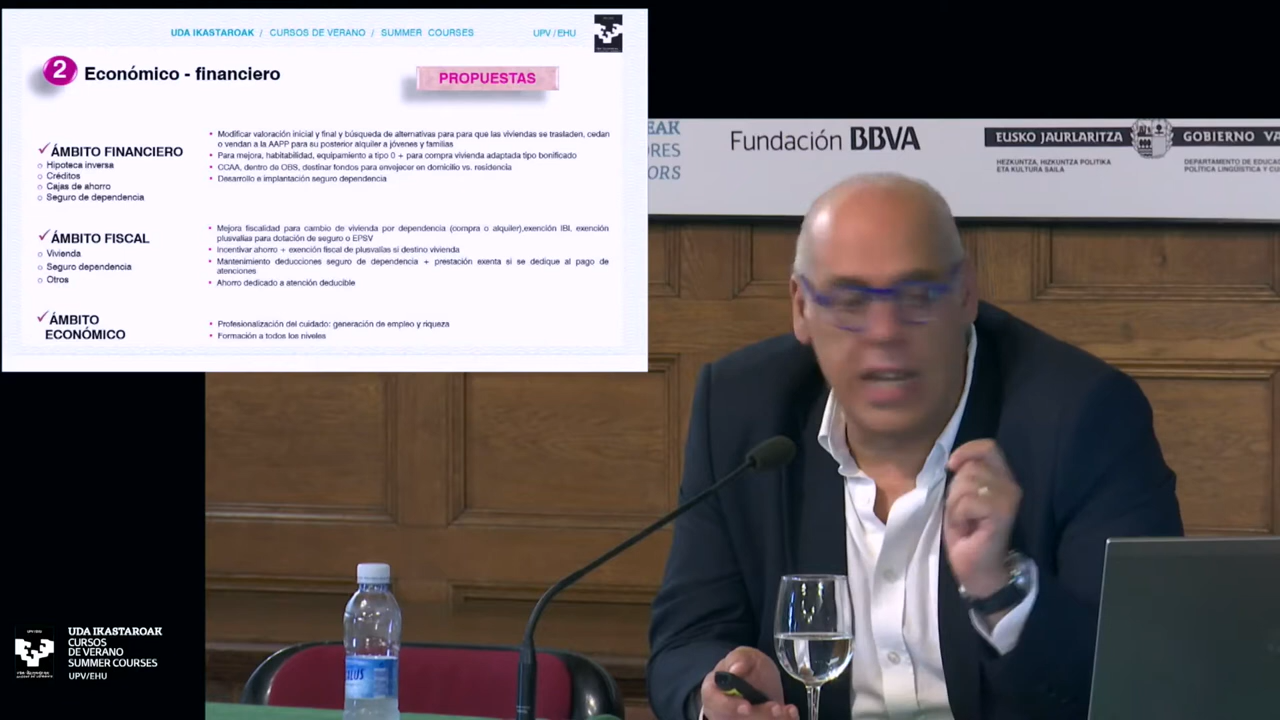 UDA IKASTAROAK / CURSOS DE VERANO / SUMMER COURSES UPV / EHU
2 Económico - financiero
PROPUESTAS
✓ÁMBITO FINANCIERO
o Hipoteca inversa
o Créditos
o Cajas de ahorro
o Seguro de dependencia
• Modificar valoración inicial y final y búsqueda de alternativas para para que las viviendas se trasladen, cedan
o vendan a la AAPP para su posterior alquiler a jóvenes y familias
• Para mejora, habitabilidad, equipamiento a tipo 0 + para compra vivienda adaptada tipo bonificado
• CCAA, dentro de OBS, destinar fondos para envejecer en domicilio vs. residencia
• Desarrollo e implantación seguro dependencia
✓ÁMBITO FISCAL
o Vivienda
o Seguro dependencia
o Otros
• Mejora fiscalidad para cambio de vivienda por dependencia (compra o alquiler),exención IBI, exención
plusvalías para dotación de seguro o EPSV
• Incentivar ahorro + exención fiscal de plusvalías si destino vivienda
• Mantenimiento deducciones seguro de dependencia + prestación exenta si se dedique al pago de
atenciones
• Ahorro dedicado a atención deducible
✓ÁMBITO
ECONÓMICO
• Profesionalización del cuidado: generación de empleo y riqueza
• Formación a todos los niveles
EAK
ORES
ORS
Fundación BBVA
EUSKO JAURLARITZA
GOBIERNO VA
HEZKUNTZA, HIZKUNTZA POLITIKA
ETA KULTURA SAILA
DEPARTAMENTO DE EDUCA
POLÍTICA LINGÜÍSTICA Y CU
UDA IKASTAROAK
CURSOS
DE VERANO
SUMMER COURSES
UPV/EHU